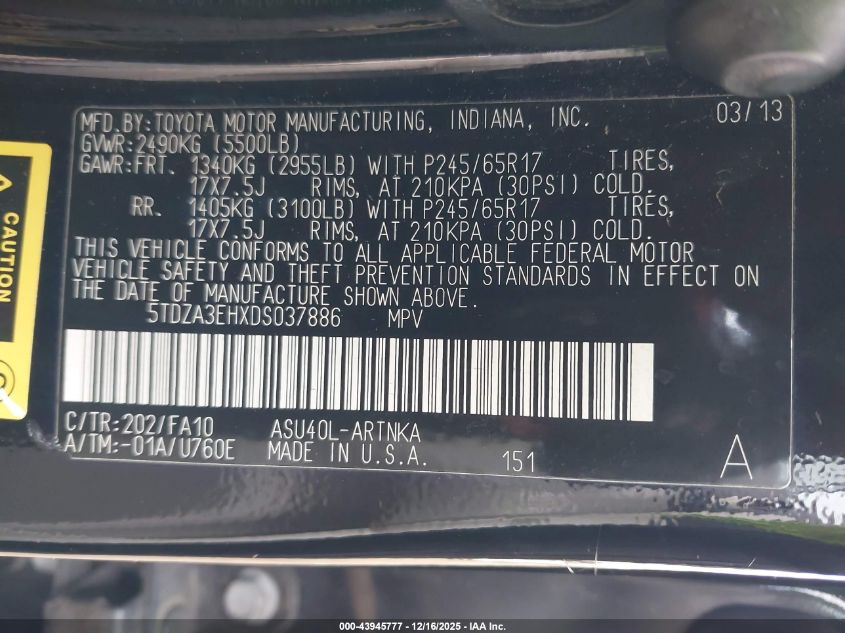 MFD.BY:TOYOTA MOTOR MANUFACTURING, INDIANA, INC. 03/13
GVWR:2490KG (5500LB)
GAWR:FRT. 1340KG (2955LB) WITH P245/65R17 TIRES,
17X7.5J RIMS, AT 210KPA (30PSI) COLD.
RR. 1405KG (3100LB) WITH P245/65R17 TIRES,
17X7.5J RIMS, AT 210KPA (30PSI) COLD.
THIS VEHICLE CONFORMS TO ALL APPLICABLE FEDERAL MOTOR
VEHICLE SAFETY AND THEFT PREVENTION STANDARDS IN EFFECT ON
THE DATE OF MANUFACTURE SHOWN ABOVE.
5TDZA3EHXDS037886 MPV
C/TR:202/FA10 ASU40L-ARTNKA
A/TM:-01A/U760E MADE IN U.S.A. 151 A
CAUTION
000-43945777 - 12/16/2025 - IAA Inc.